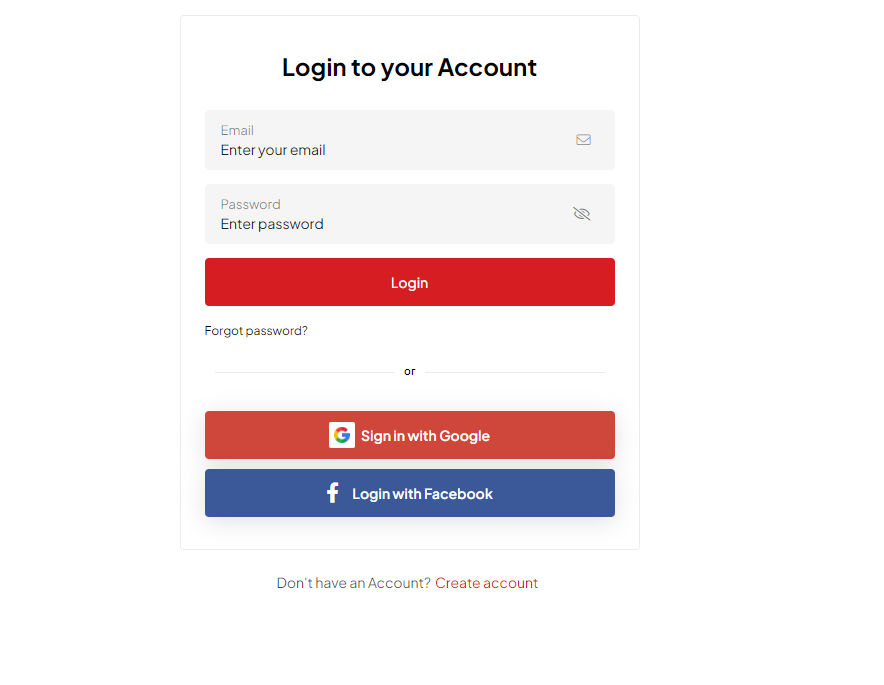 Login to your Account
Email
Enter your email
Password
Enter password
Login
Forgot password?
or
Sign in with Google
Login with Facebook
Don't have an Account? Create account